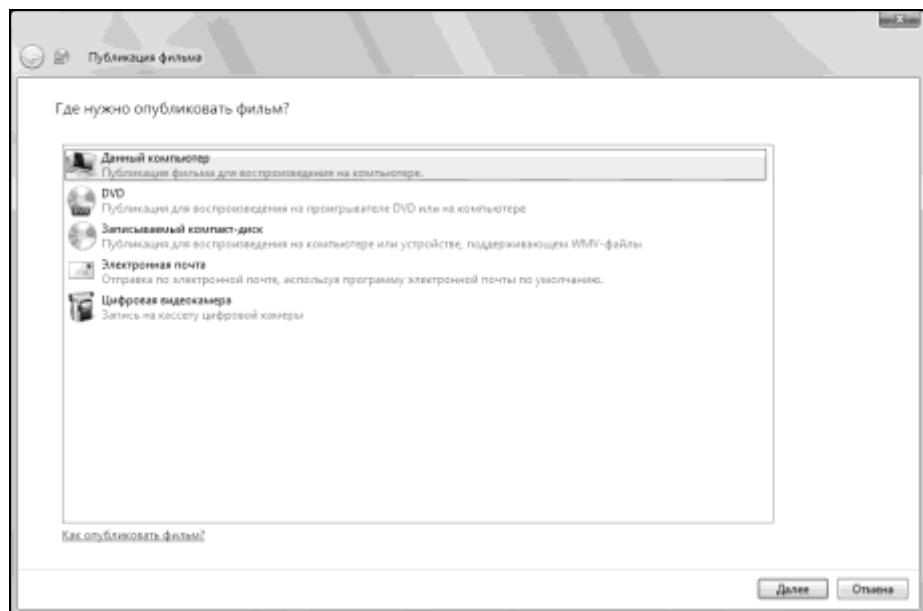 Публикация фильма
Где нужно опубликовать фильм?
Данный компьютер
Публикация фильма для воспроизведения на компьютере.
DVD
Публикация для воспроизведения на проигрывателе DVD или на компьютере
Записываемый компакт-диск
Публикация для воспроизведения на компьютере или устройстве, поддерживающем WMV-файлы
Электронная почта
Отправка по электронной почте, используя программу электронной почты по умолчанию.
Цифровая видеокамера
Запись на кассету цифровой камеры
Как опубликовать фильм?
Далее
Отмена